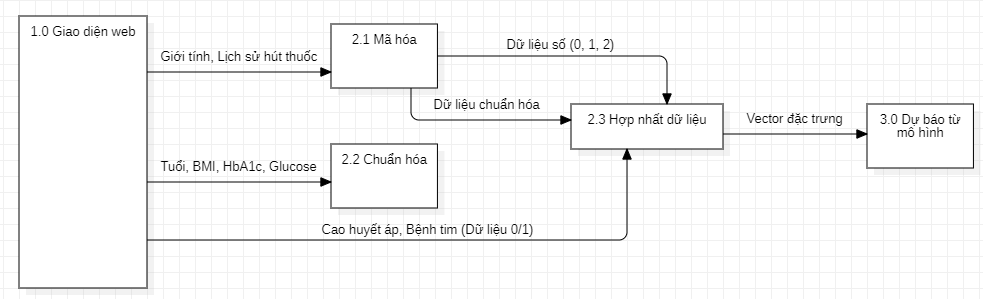 1.0 Giao diện web
2.1 Mã hóa
Dữ liệu số (0, 1, 2)
Giới tính, Lịch sử hút thuốc
Dữ liệu chuẩn hóa
2.3 Hợp nhất dữ liệu
Vector đặc trưng
3.0 Dự báo từ
mô hình
2.2 Chuẩn hóa
Tuổi, BMI, HbA1c, Glucose
Cao huyết áp, Bệnh tim (Dữ liệu 0/1)